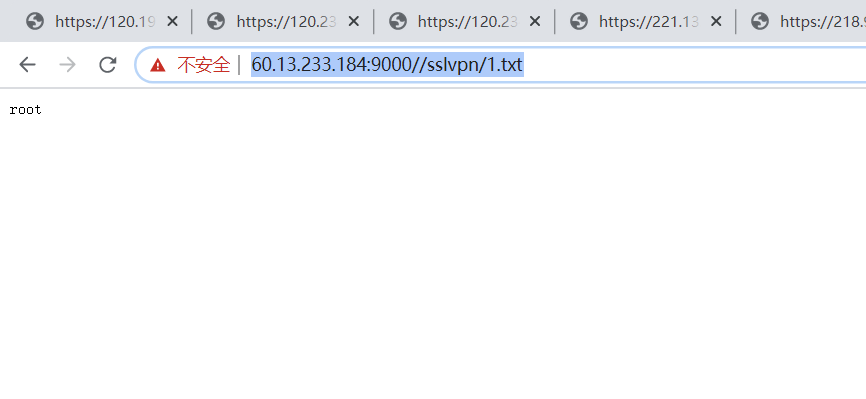 https://120.19 https://120.23 https://120.23 https://221.13 https://218.9
不安全 60.13.233.184:9000//sslvpn/1.txt
root